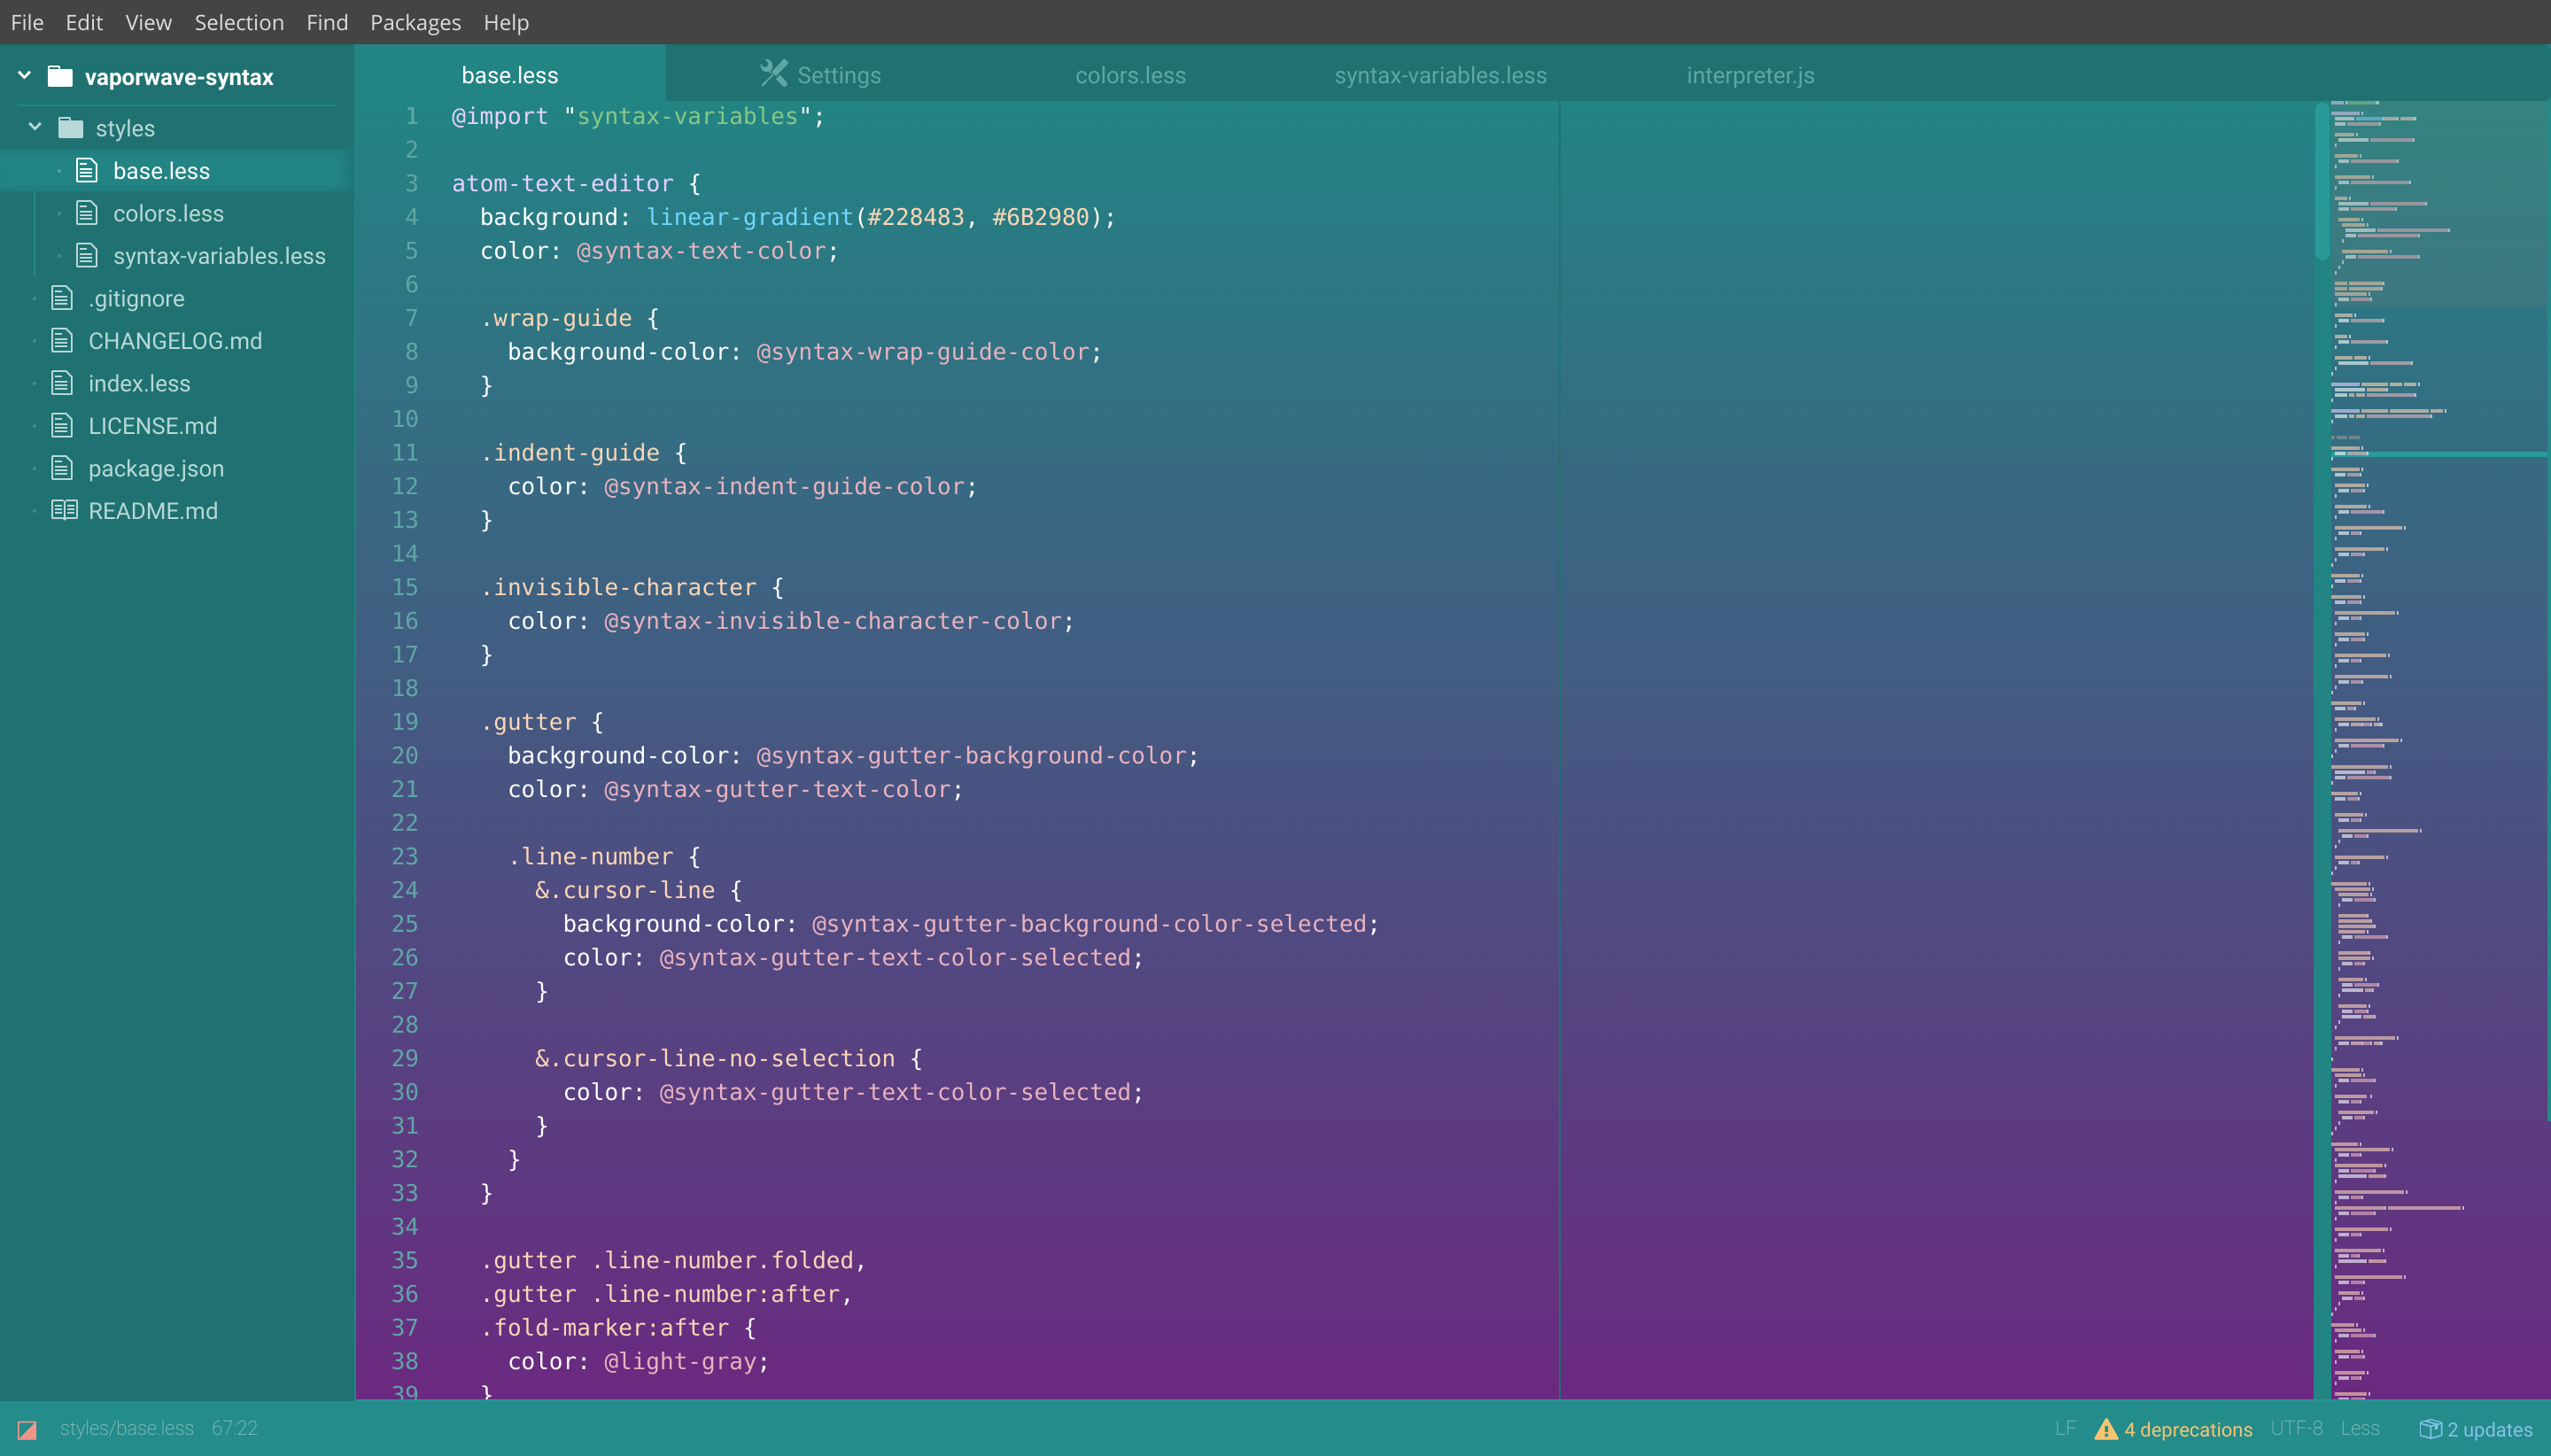 File Edit View Selection Find Packages Help
vaporwave-syntax
styles
base.less
colors.less
syntax-variables.less
.gitignore
CHANGELOG.md
index.less
LICENSE.md
package.json
README.md
base.less Settings colors.less syntax-variables.less interpreter.js
1 @import "syntax-variables";
2
3 atom-text-editor {
4   background: linear-gradient(#228483, #6B2980);
5   color: @syntax-text-color;
6
7   .wrap-guide {
8     background-color: @syntax-wrap-guide-color;
9   }
10
11   .indent-guide {
12     color: @syntax-indent-guide-color;
13   }
14
15   .invisible-character {
16     color: @syntax-invisible-character-color;
17   }
18
19   .gutter {
20     background-color: @syntax-gutter-background-color;
21     color: @syntax-gutter-text-color;
22
23     .line-number {
24       &.cursor-line {
25         background-color: @syntax-gutter-background-color-selected;
26         color: @syntax-gutter-text-color-selected;
27       }
28
29       &.cursor-line-no-selection {
30         color: @syntax-gutter-text-color-selected;
31       }
32     }
33   }
34
35   .gutter .line-number.folded,
36   .gutter .line-number:after,
37   .fold-marker:after {
38     color: @light-gray;
39   }
styles/base.less 67:22 LF 4 deprecations UTF-8 Less 2 updates